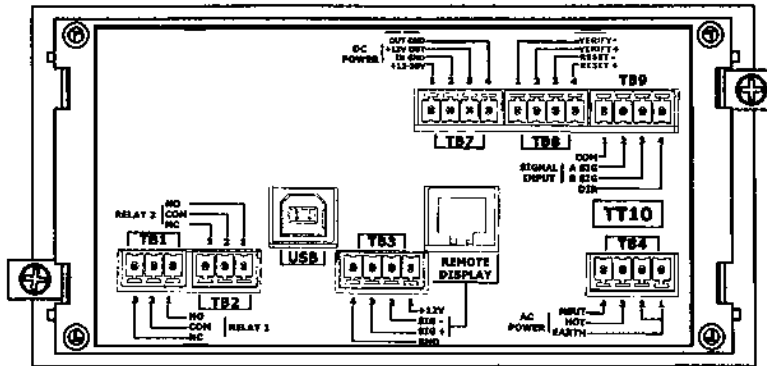 OUT GND
+12V OUT
IN GND
+12-30V
DC
POWER
1 2 3 4
TB7
VERIFY -
VERIFY +
RESET -
RESET +
1 2 3 4
TB8
TB9
1 2 3 4
COM
A SIG
B SIG
DIR
SIGNAL
INPUT
TT10
RELAY 2
NO
COM
NC
3 2 1
TB1
TB2
3 2 1
NO
COM
NC
RELAY 1
USB
TB3
4 3 2 1
+12V
SIG -
SIG +
GND
REMOTE
DISPLAY
TB4
4 3 2 1
AC
POWER
HOT
EARTH